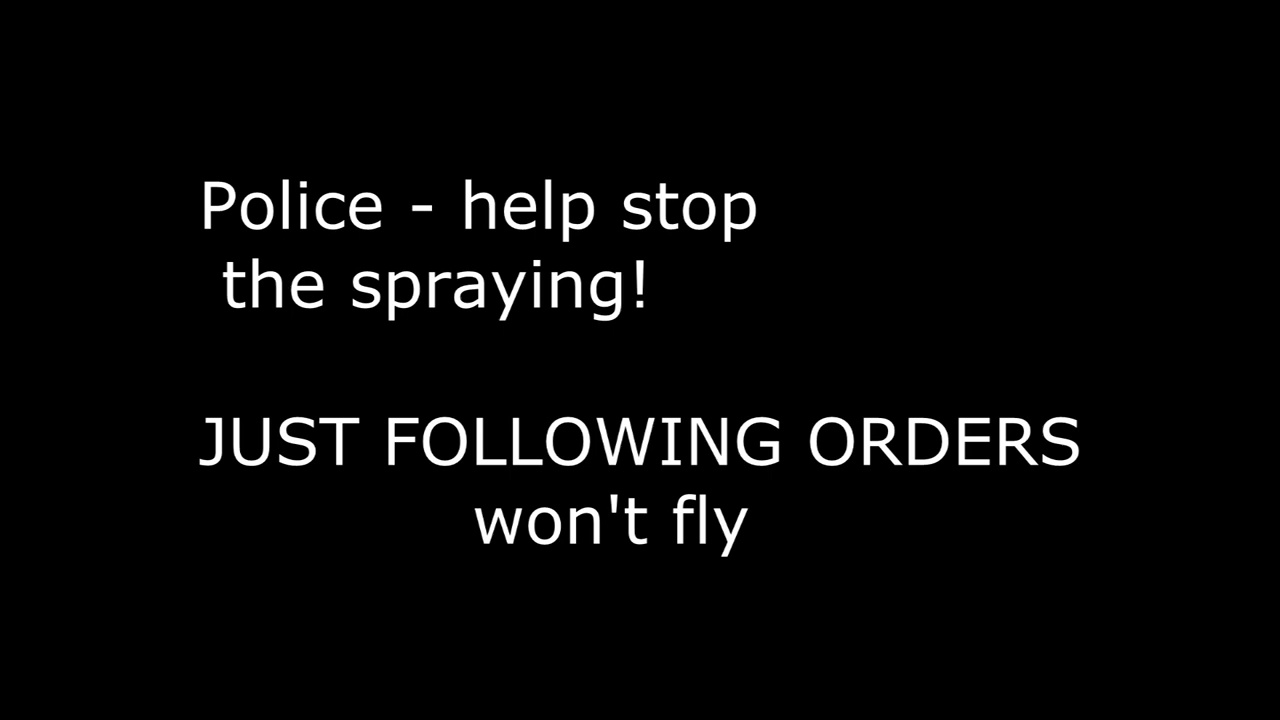 Police - help stop
the spraying!
JUST FOLLOWING ORDERS
won't fly